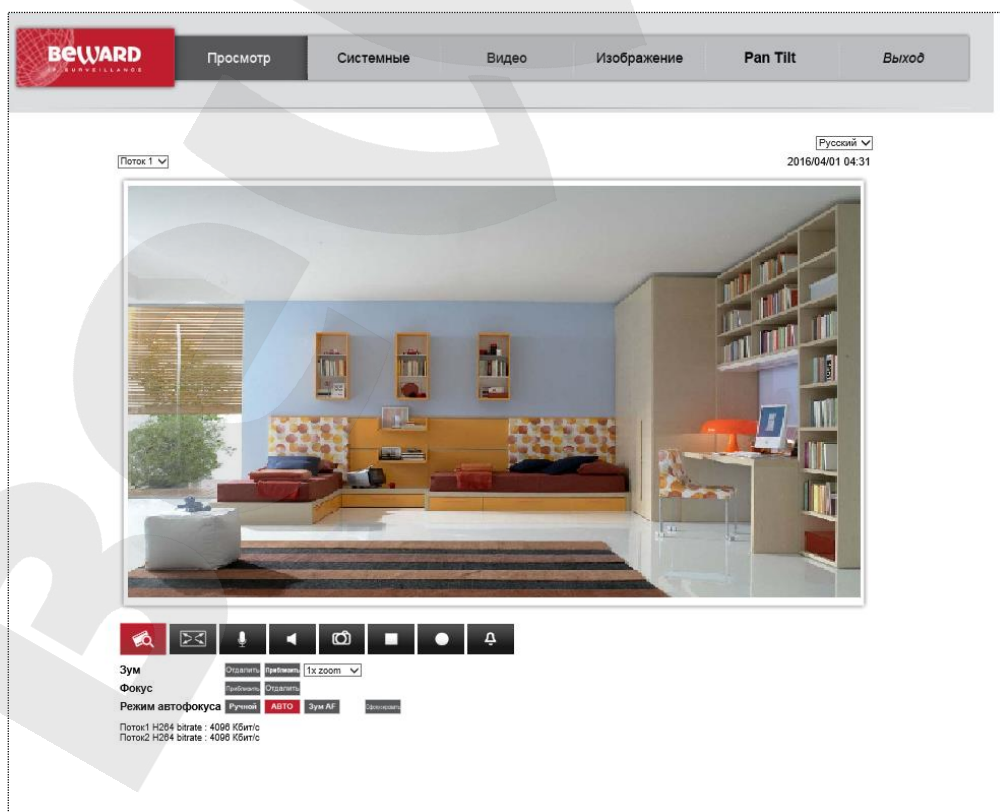 BEWARD
IP SURVEILLANCE
Просмотр Системные Видео Изображение Pan Tilt Выход
Русский
Поток 1 2016/04/01 04:31
Зум Отдалить Приблизить 1x zoom
Фокус Приблизить Отдалить
Режим автофокуса Ручной АВТО Зум AF Сфокусировать
Поток1 H264 bitrate : 4096 Кбит/с
Поток2 H264 bitrate : 4096 Кбит/с